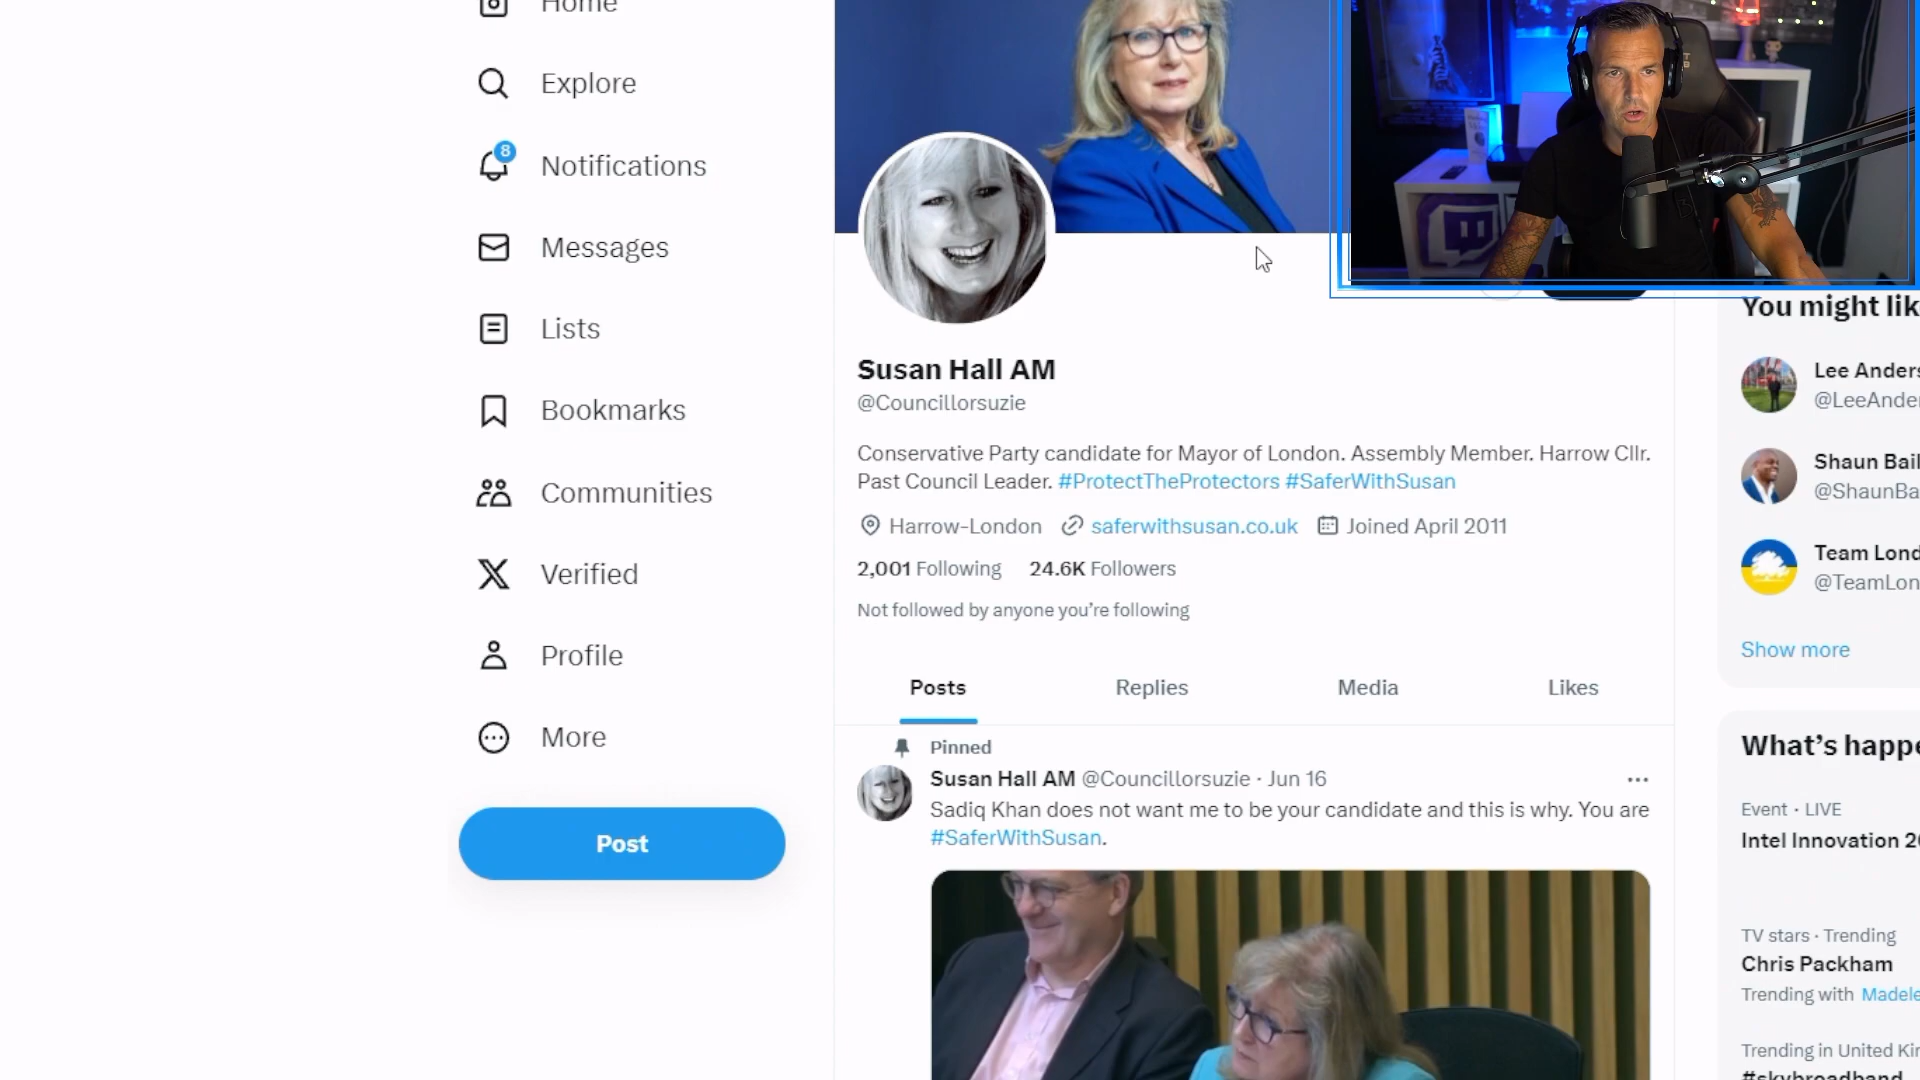 Home
Explore
8
Notifications
Messages
Lists
Bookmarks
Communities
Verified
Profile
More
Post
Susan Hall AM
@Councillorsuzie
Conservative Party candidate for Mayor of London. Assembly Member. Harrow Cllr.
Past Council Leader. #ProtectTheProtectors #SaferWithSusan
Harrow-London saferwithsusan.co.uk Joined April 2011
2,001 Following 24.6K Followers
Not followed by anyone you're following
Posts Replies Media Likes
Pinned
Susan Hall AM @Councillorsuzie · Jun 16
Sadiq Khan does not want me to be your candidate and this is why. You are
#SaferWithSusan.
You might lik
Lee Anders
@LeeAnde
Shaun Bail
@ShaunBa
Team Lond
@TeamLon
Show more
What's happe
Event · LIVE
Intel Innovation 2
TV stars · Trending
Chris Packham
Trending with Madele
Trending in United Ki
#skybroadband